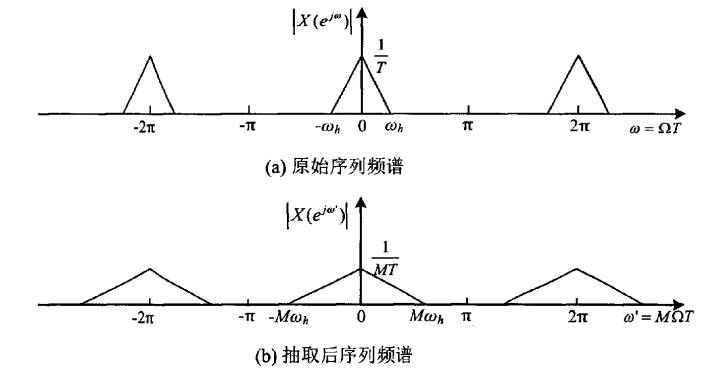 |X(e^{jω})|
1/T
-2π -π -ω_h 0 ω_h π 2π ω = ΩT
(a) 原始序列频谱
|X(e^{jω'})|
1/MT
-2π -π -Mω_h 0 Mω_h π 2π ω' = MΩT
(b) 抽取后序列频谱